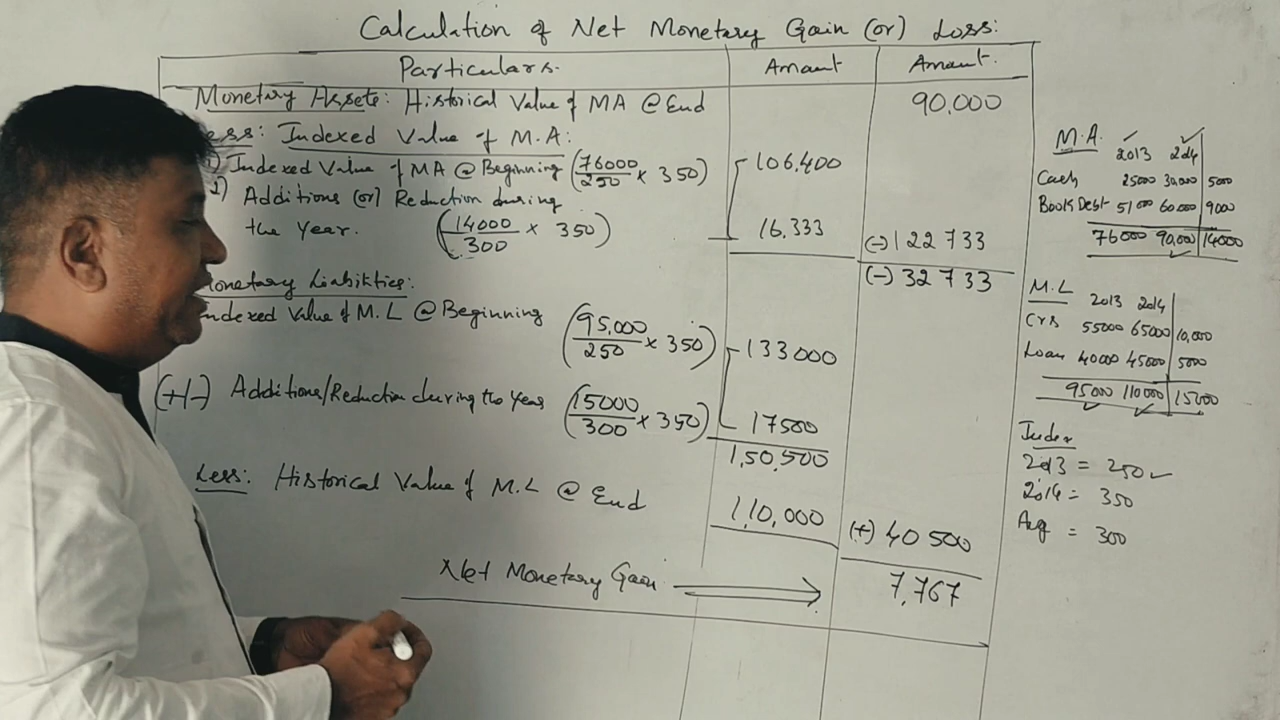 Calculation of Net Monetary Gain (or) Loss:
Particulars. Amount Amount.
Monetary Assets: Historical Value of MA @ End 90,000
ess: Indexed Value of M.A:
1) Indexed Value of MA @ Beginning (76000/250 × 350) 106,400
2) Additions (or) Reduction during
the Year. (14000/300 × 350) 16,333 (-) 122733
(-) 32733
onetary Liabilities:
ndexed Value of M.L @ Beginning (95,000/250 × 350) 133000
(+/-) Additions/Reduction during the Year (15000/300 × 350) 17500
1,50,500
Less: Historical Value of M.L @ End 1,10,000 (+) 40500
Net Monetary Gain 7,767
M.A. 2013 2014
Cash 25000 30,000 5000
Book Debt 51000 60000 9000
76000 90,000 14000
M.L 2013 2014
Crs 55000 65000 10,000
Loan 40000 45000 5000
95000 110000 15000
Index
2013 = 250
2014 = 350
Avg = 300